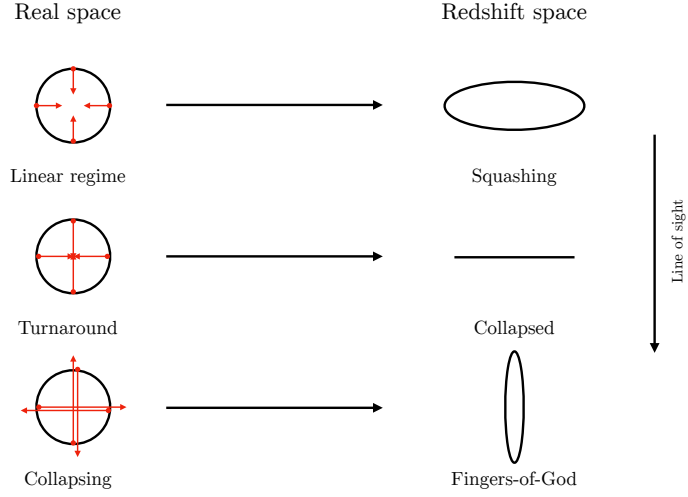 Real space
Redshift space
Linear regime
Squashing
Line of sight
Turnaround
Collapsed
Collapsing
Fingers-of-God